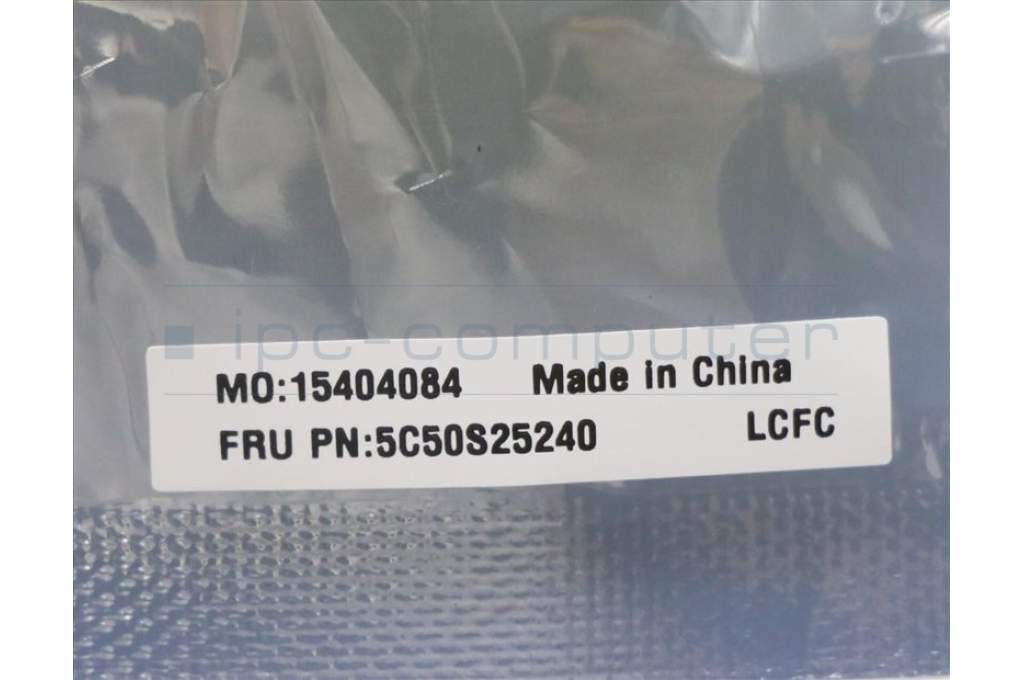 ipc-computer
MO:15404084 Made in China
FRU PN:5C50S25240 LCFC